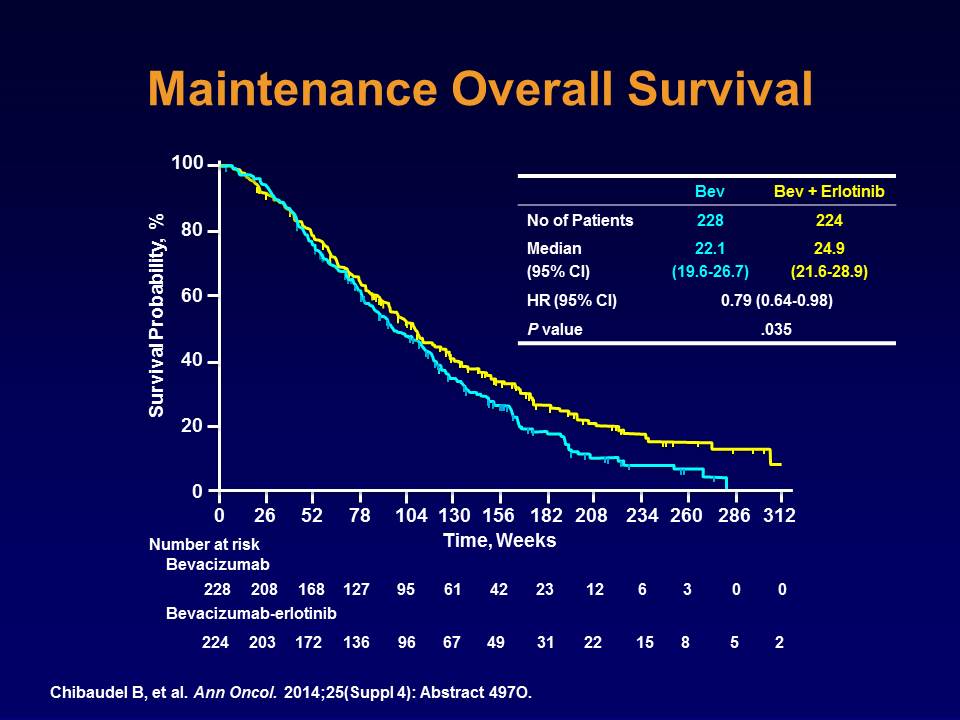 Maintenance Overall Survival
Survival Probability, %
100
80
60
40
20
0
0 26 52 78 104 130 156 182 208 234 260 286 312
Time, Weeks
Bev Bev + Erlotinib
No of Patients 228 224
Median 22.1 24.9
(95% CI) (19.6-26.7) (21.6-28.9)
HR (95% CI) 0.79 (0.64-0.98)
P value .035
Number at risk
Bevacizumab
228 208 168 127 95 61 42 23 12 6 3 0 0
Bevacizumab-erlotinib
224 203 172 136 96 67 49 31 22 15 8 5 2
Chibaudel B, et al. Ann Oncol. 2014;25(Suppl 4): Abstract 497O.